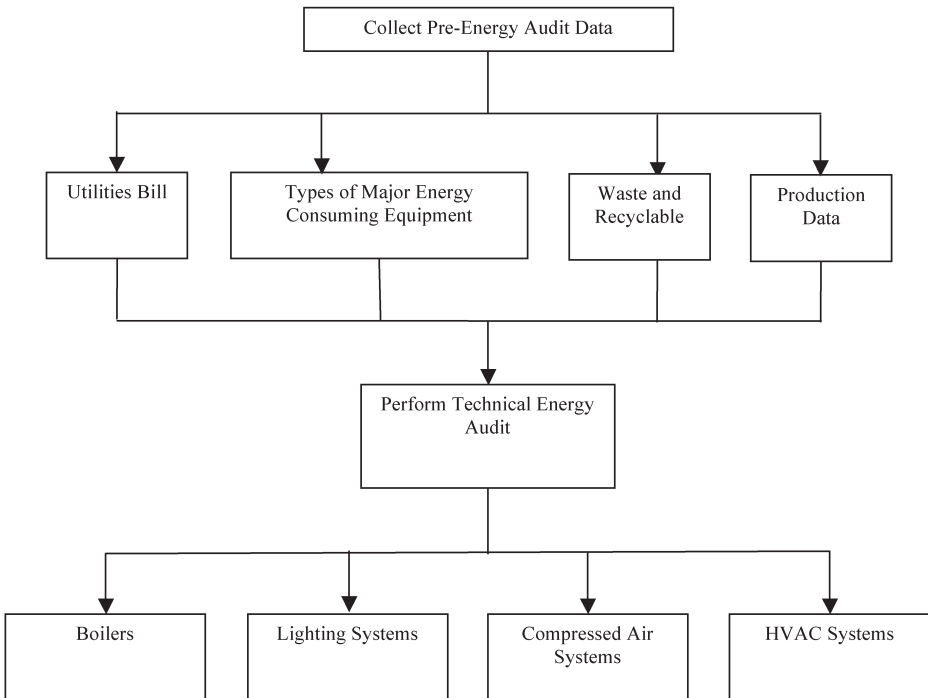 Collect Pre-Energy Audit Data
Utilities Bill
Types of Major Energy
Consuming Equipment
Waste and
Recyclable
Production
Data
Perform Technical Energy
Audit
Boilers
Lighting Systems
Compressed Air
Systems
HVAC Systems